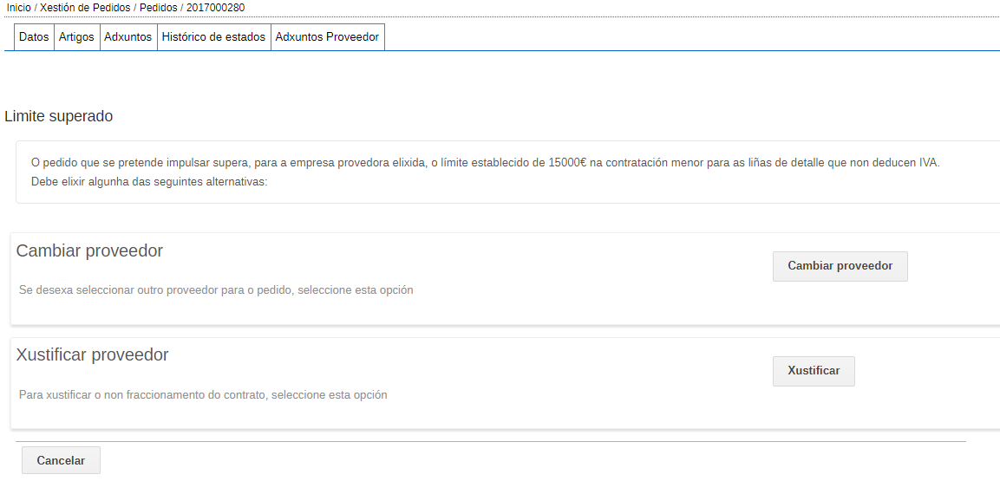 Inicio / Xestión de Pedidos / Pedidos / 2017000280
Datos Artigos Adxuntos Histórico de estados Adxuntos Proveedor
Limite superado
O pedido que se pretende impulsar supera, para a empresa provedora elixida, o límite establecido de 15000€ na contratación menor para as liñas de detalle que non deducen IVA.
Debe elixir algunha das seguintes alternativas:
Cambiar proveedor
Cambiar proveedor
Se desexa seleccionar outro proveedor para o pedido, seleccione esta opción
Xustificar proveedor
Xustificar
Para xustificar o non fraccionamento do contrato, seleccione esta opción
Cancelar